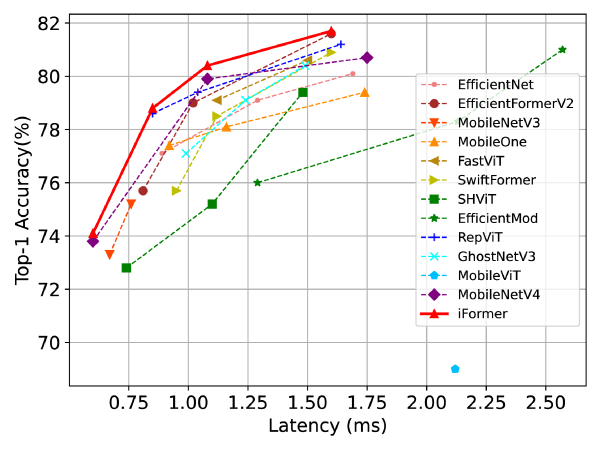 82
80
78
76
74
72
70
Top-1 Accuracy(%)
EfficientNet
EfficientFormerV2
MobileNetV3
MobileOne
FastViT
SwiftFormer
SHViT
EfficientMod
RepViT
GhostNetV3
MobileViT
MobileNetV4
iFormer
0.75 1.00 1.25 1.50 1.75 2.00 2.25 2.50
Latency (ms)